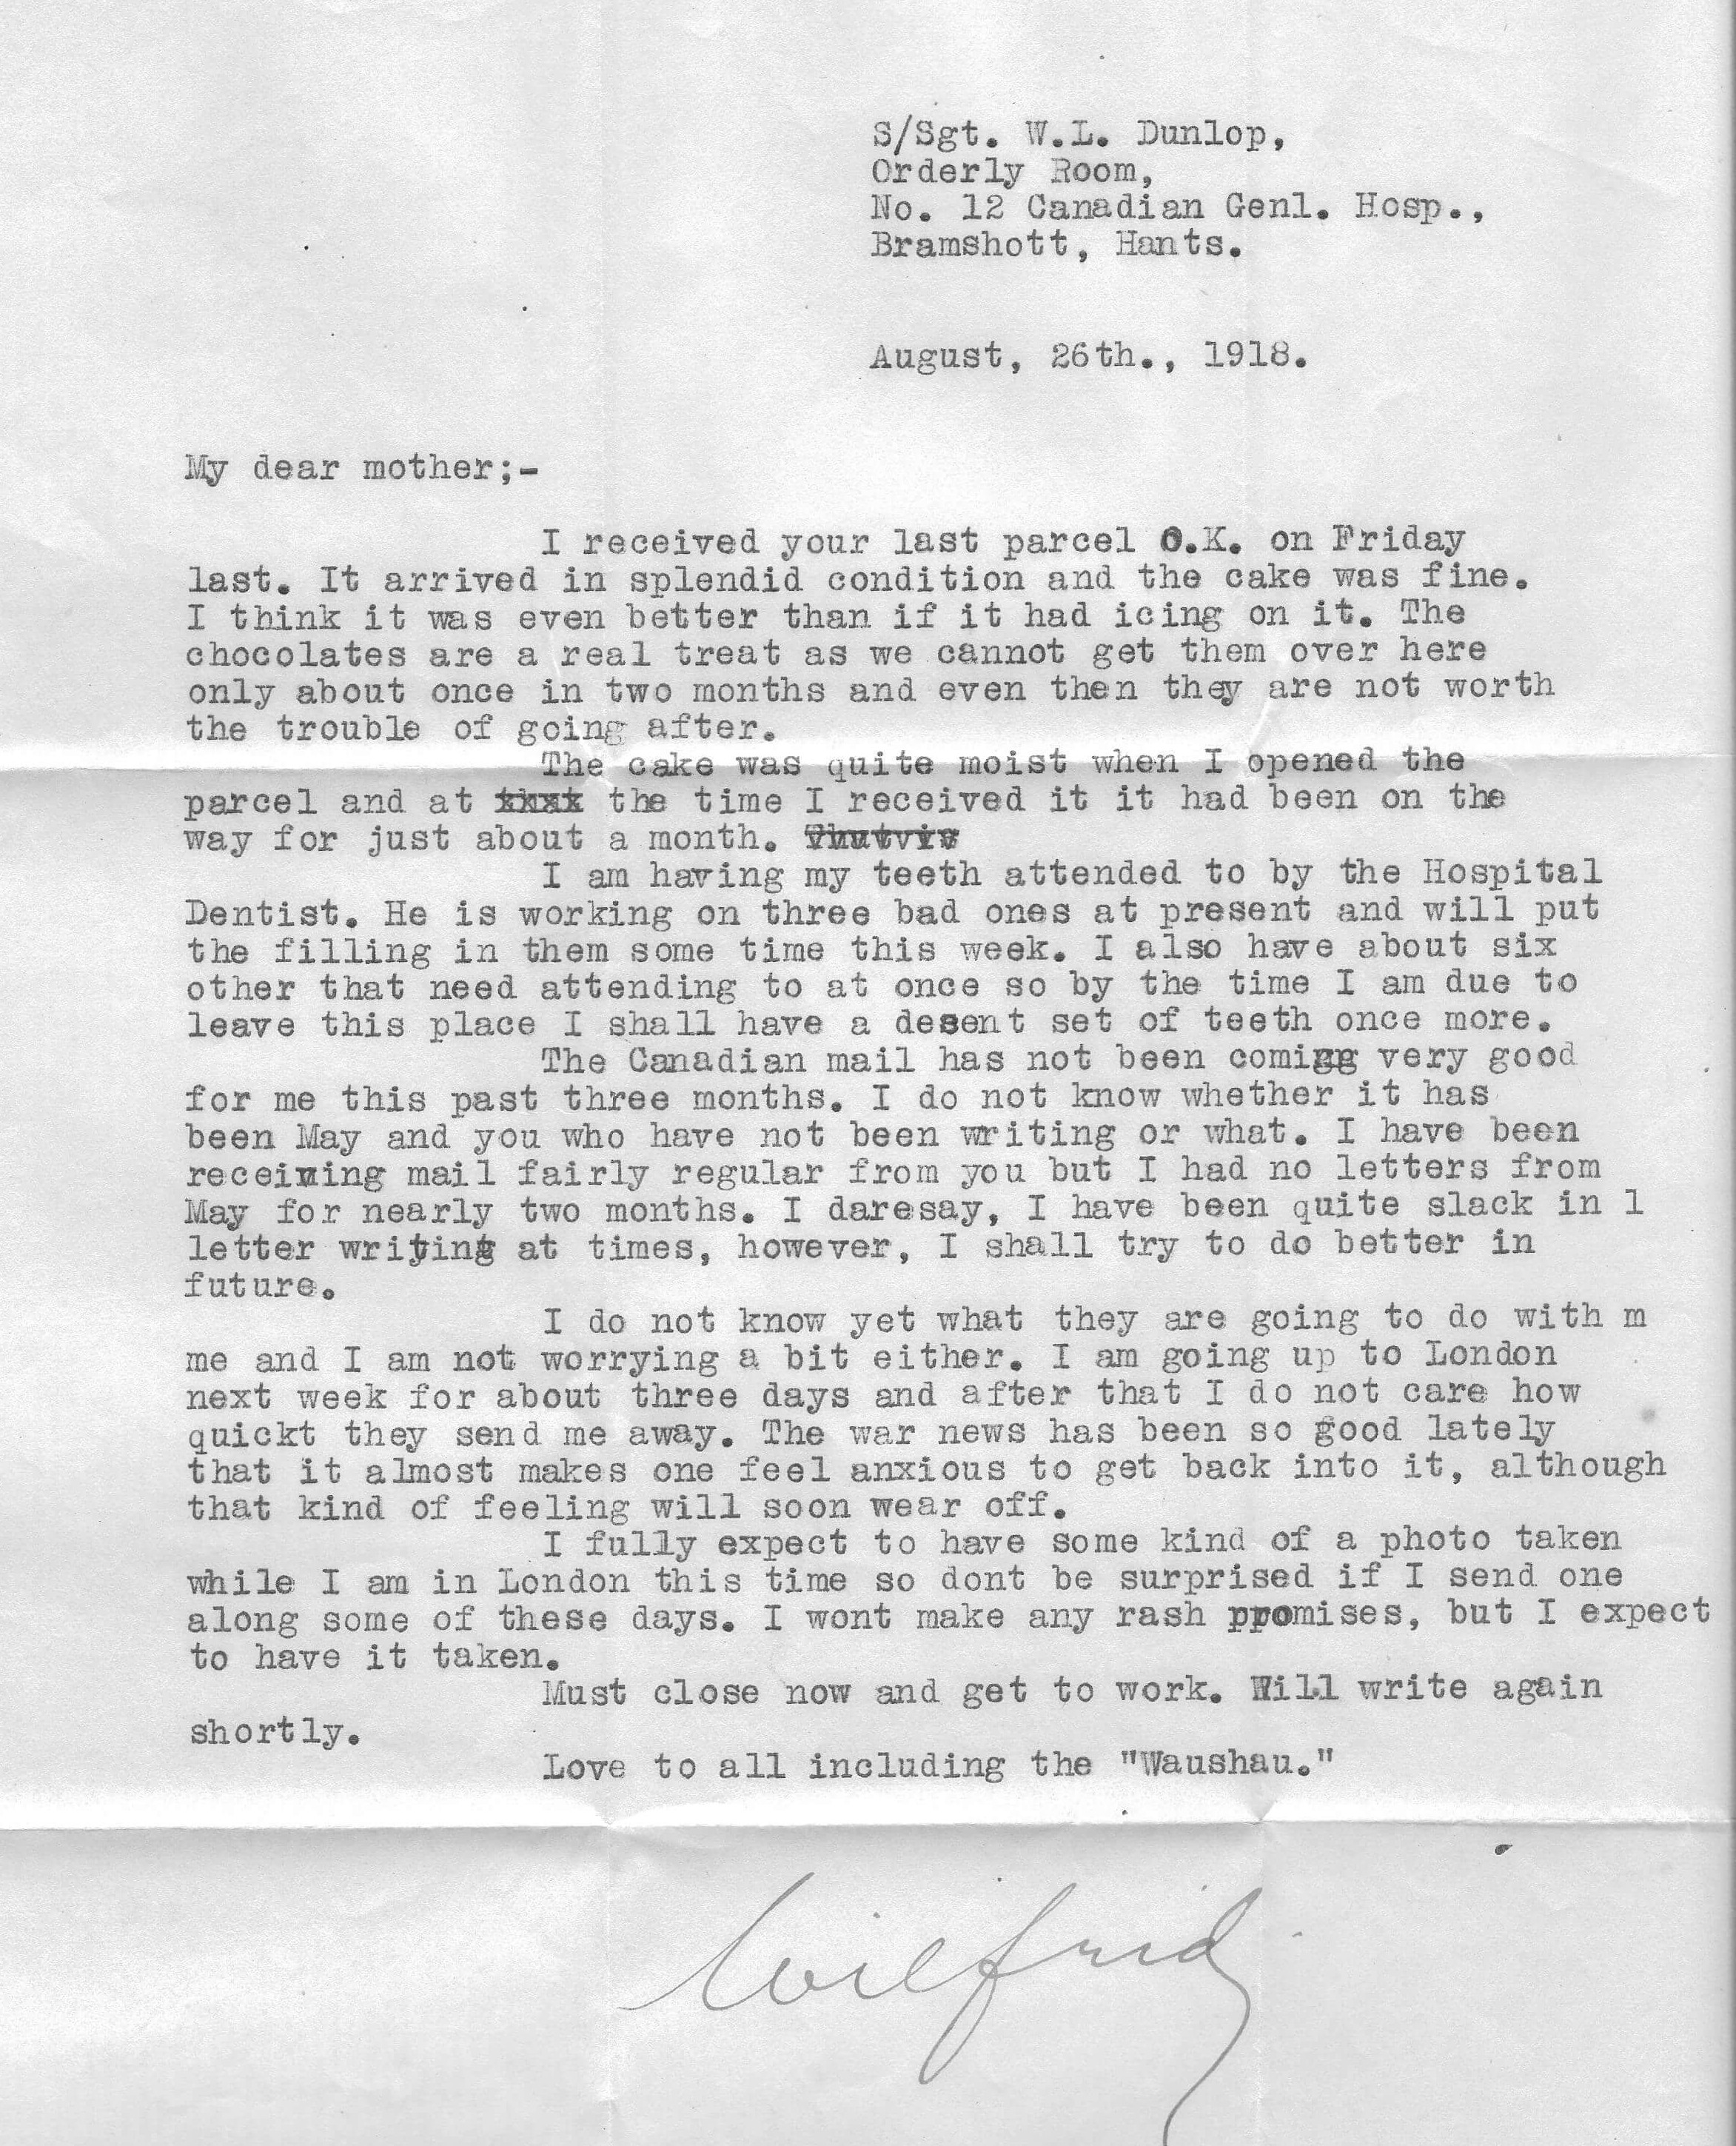 S/Sgt. W.L. Dunlop,
Orderly Room,
No. 12 Canadian Genl. Hosp.,
Bramshott, Hants.
August, 26th., 1918.
My dear mother;-
I received your last parcel O.K. on Friday
last. It arrived in splendid condition and the cake was fine.
I think it was even better than if it had icing on it. The
chocolates are a real treat as we cannot get them over here
only about once in two months and even then they are not worth
the trouble of going after.
The cake was quite moist when I opened the
parcel and at the time I received it it had been on the
way for just about a month.
I am having my teeth attended to by the Hospital
Dentist. He is working on three bad ones at present and will put
the filling in them some time this week. I also have about six
other that need attending to at once so by the time I am due to
leave this place I shall have a desent set of teeth once more.
The Canadian mail has not been coming very good
for me this past three months. I do not know whether it has
been May and you who have not been writing or what. I have been
receiving mail fairly regular from you but I had no letters from
May for nearly two months. I daresay, I have been quite slack in l
letter writing at times, however, I shall try to do better in
future.
I do not know yet what they are going to do with m
me and I am not worrying a bit either. I am going up to London
next week for about three days and after that I do not care how
quickt they send me away. The war news has been so good lately
that it almost makes one feel anxious to get back into it, although
that kind of feeling will soon wear off.
I fully expect to have some kind of a photo taken
while I am in London this time so dont be surprised if I send one
along some of these days. I wont make any rash promises, but I expect
to have it taken.
Must close now and get to work. Will write again
shortly.
Love to all including the "Waushau."
Wilfrid